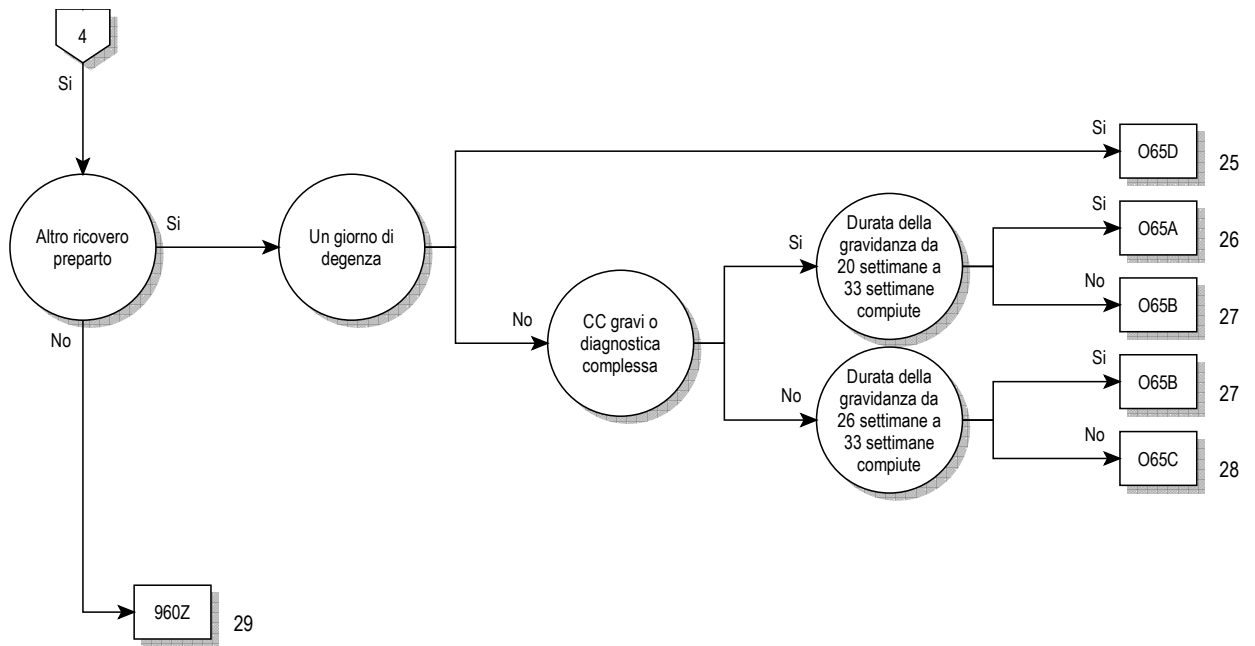 4
Si
Altro ricovero
preparto
Si
No
Un giorno di
degenza
No
CC gravi o
diagnostica
complessa
Si
No
Durata della
gravidanza da
20 settimane a
33 settimane
compiute
Durata della
gravidanza da
26 settimane a
33 settimane
compiute
Si
O65D
25
Si
O65A
26
No
O65B
27
Si
O65B
27
No
O65C
28
960Z
29